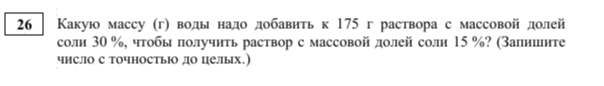 26 Какую массу (г) воды надо добавить к 175 г раствора с массовой долей
соли 30 %, чтобы получить раствор с массовой долей соли 15 %? (Запишите
число с точностью до целых.)